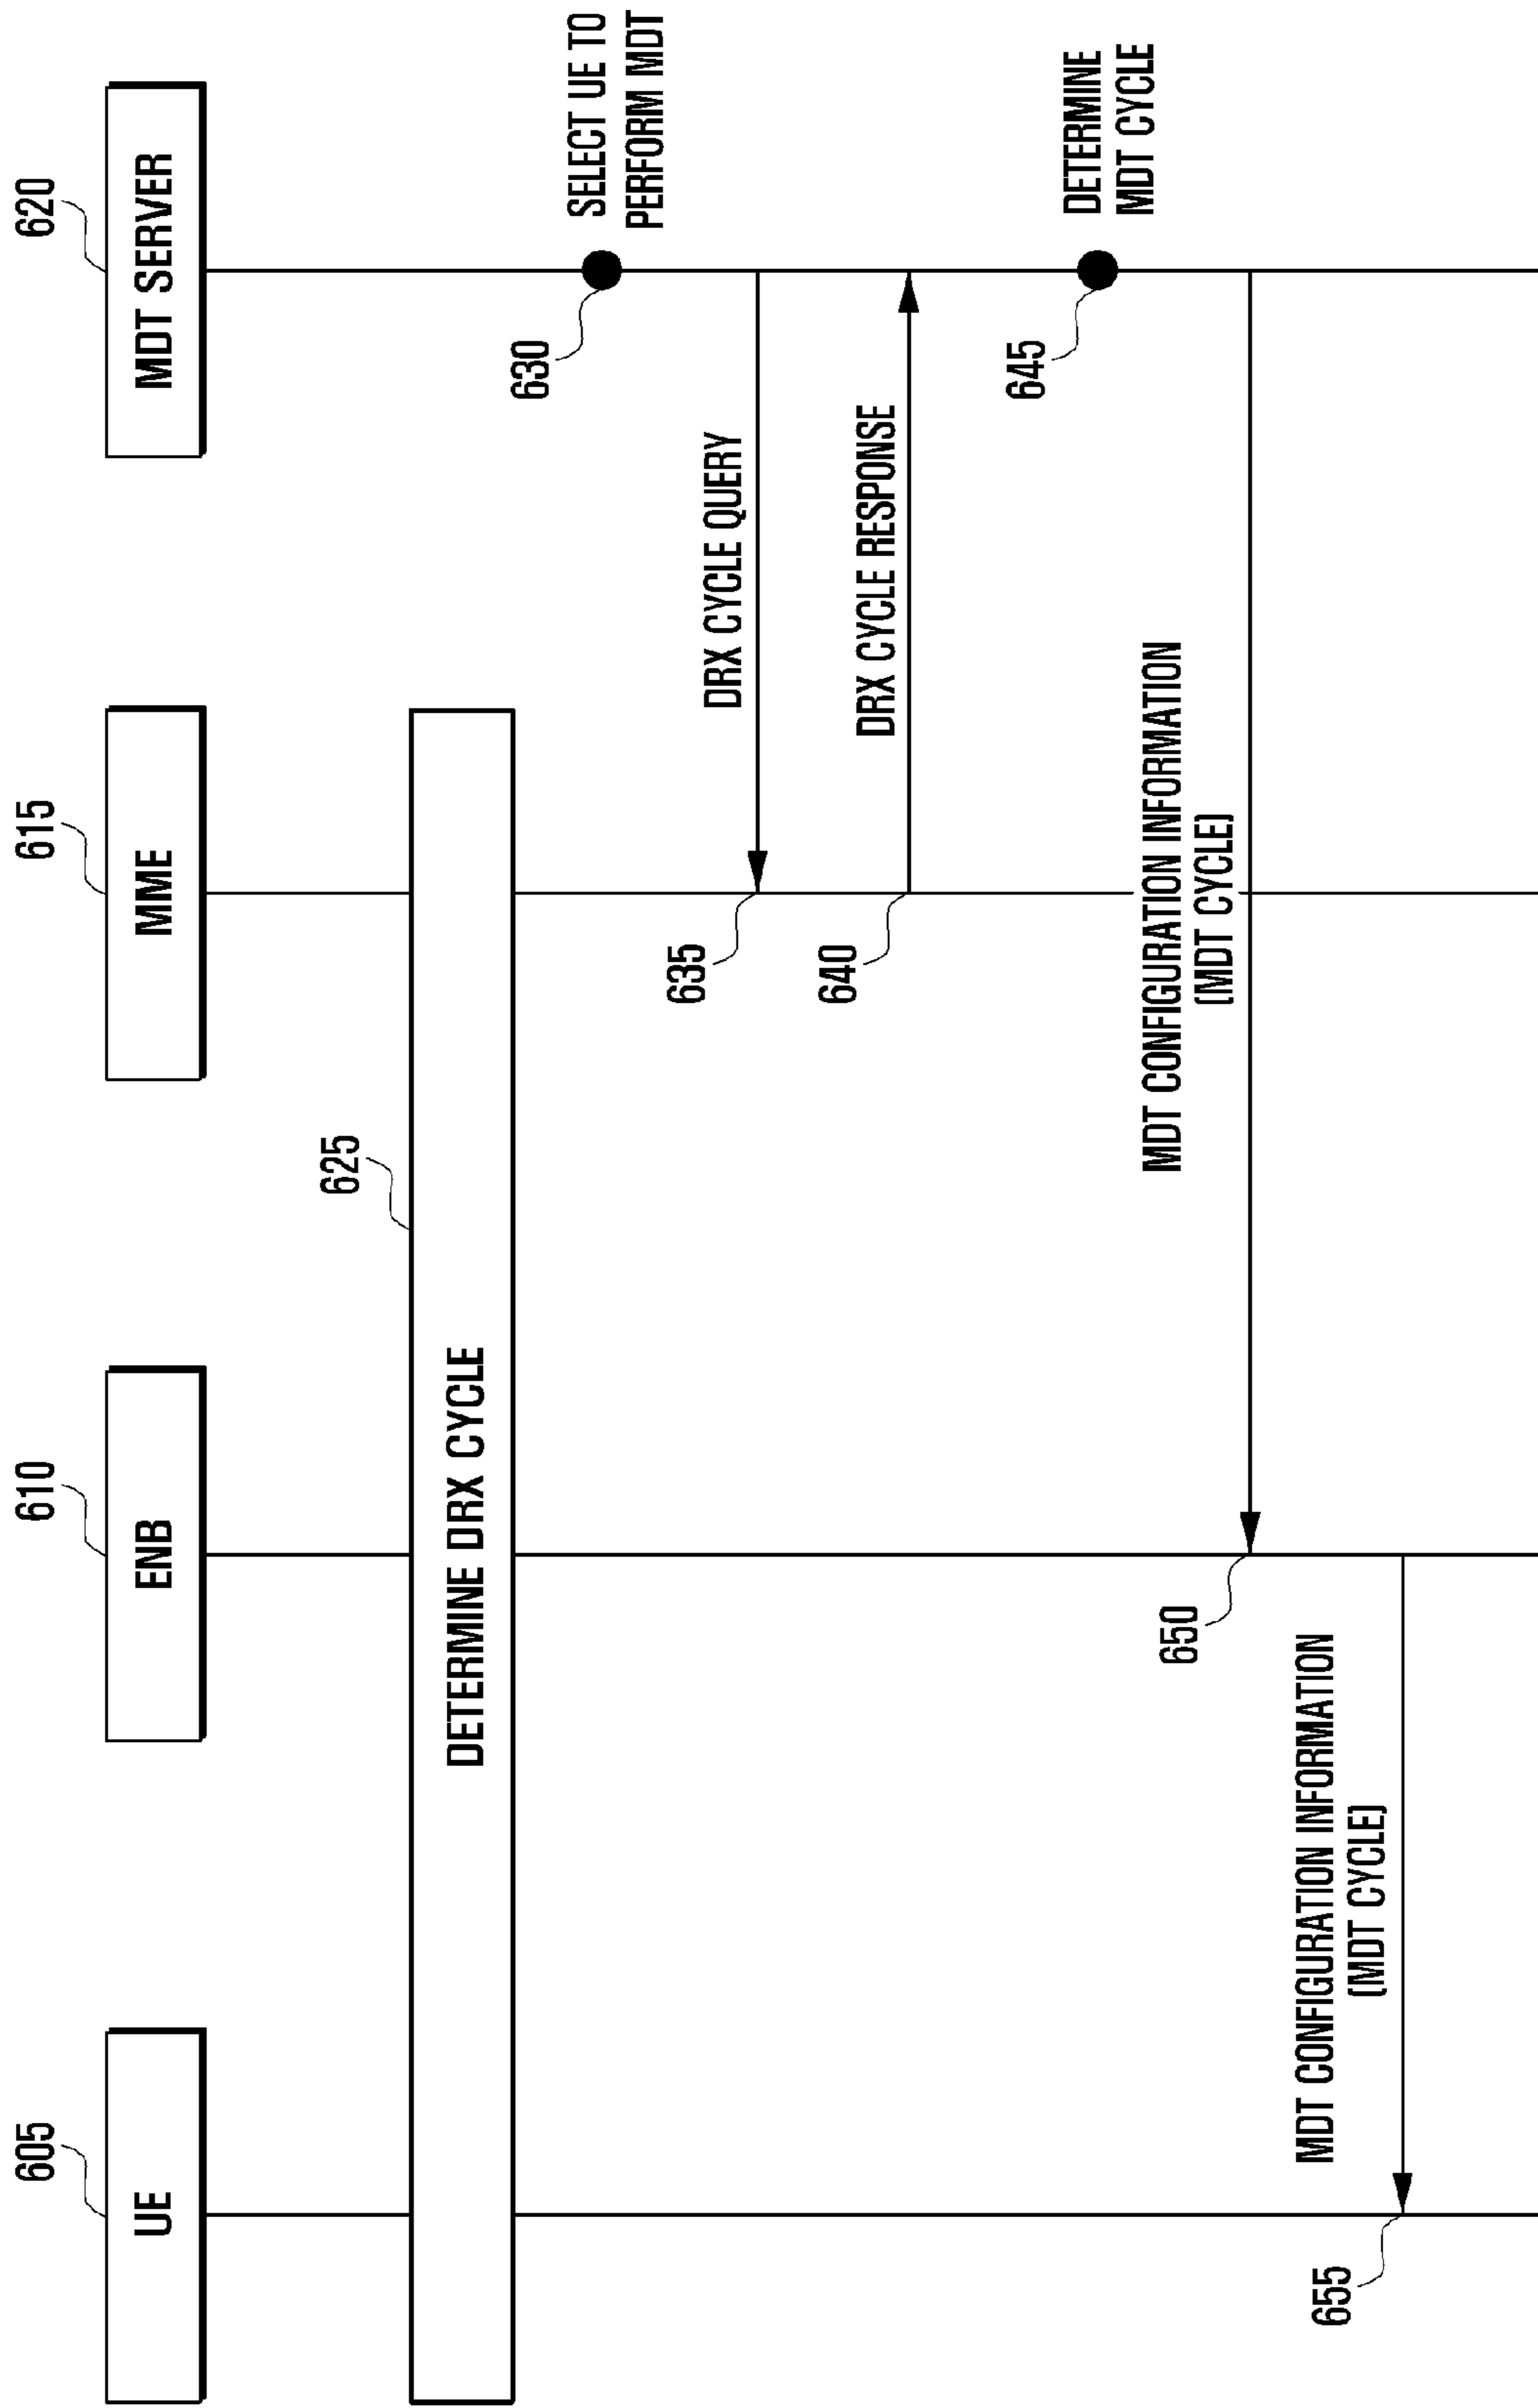 605
610
615
620
UE
ENB
MME
MDT SERVER
625
DETERMINE DRX CYCLE
630
SELECT UE TO
PERFORM MDT
DRX CYCLE QUERY
635
DRX CYCLE RESPONSE
640
645
DETERMINE
MDT CYCLE
MDT CONFIGURATION INFORMATION
(MDT CYCLE)
650
MDT CONFIGURATION INFORMATION
(MDT CYCLE)
655